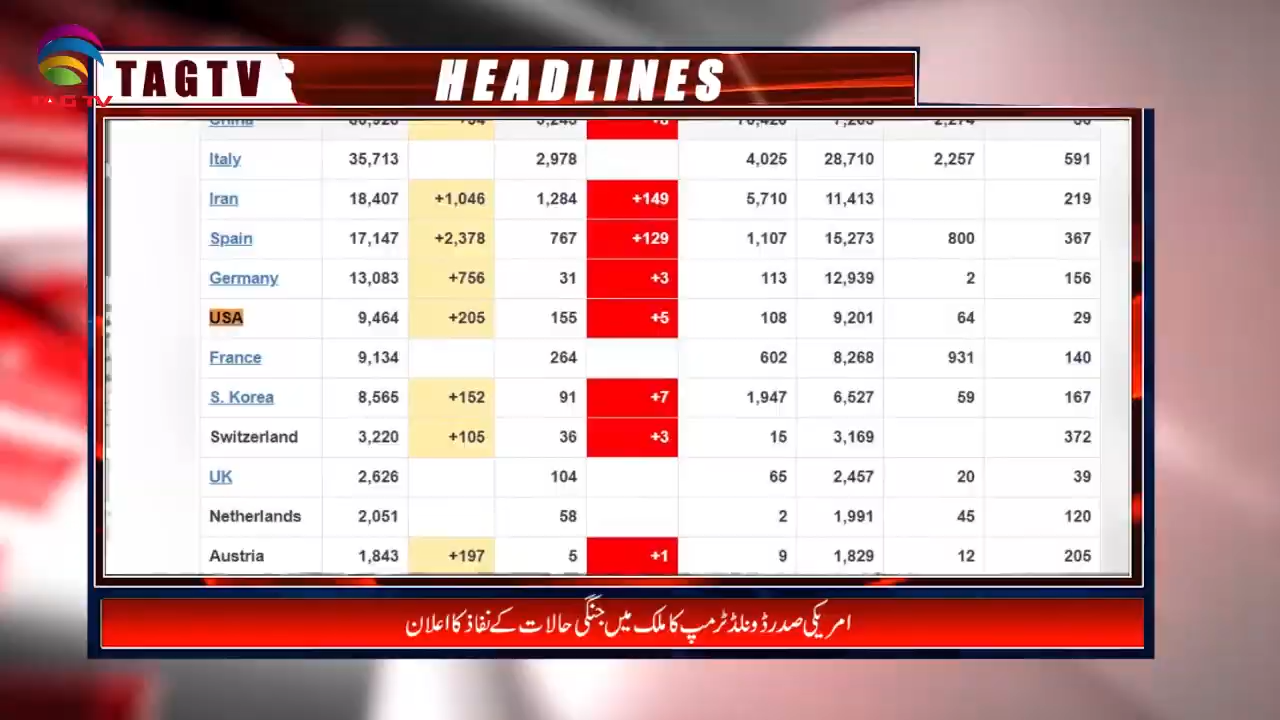 TAGTV HEADLINES
TAG TV
Italy 35,713 2,978 4,025 28,710 2,257 591
Iran 18,407 +1,046 1,284 +149 5,710 11,413 219
Spain 17,147 +2,378 767 +129 1,107 15,273 800 367
Germany 13,083 +756 31 +3 113 12,939 2 156
USA 9,464 +205 155 +5 108 9,201 64 29
France 9,134 264 602 8,268 931 140
S. Korea 8,565 +152 91 +7 1,947 6,527 59 167
Switzerland 3,220 +105 36 +3 15 3,169 372
UK 2,626 104 65 2,457 20 39
Netherlands 2,051 58 2 1,991 45 120
Austria 1,843 +197 5 +1 9 1,829 12 205
امریکی صدر ڈونلڈ ٹرمپ کا ملک میں جنگی حالات کے نفاذ کا اعلان